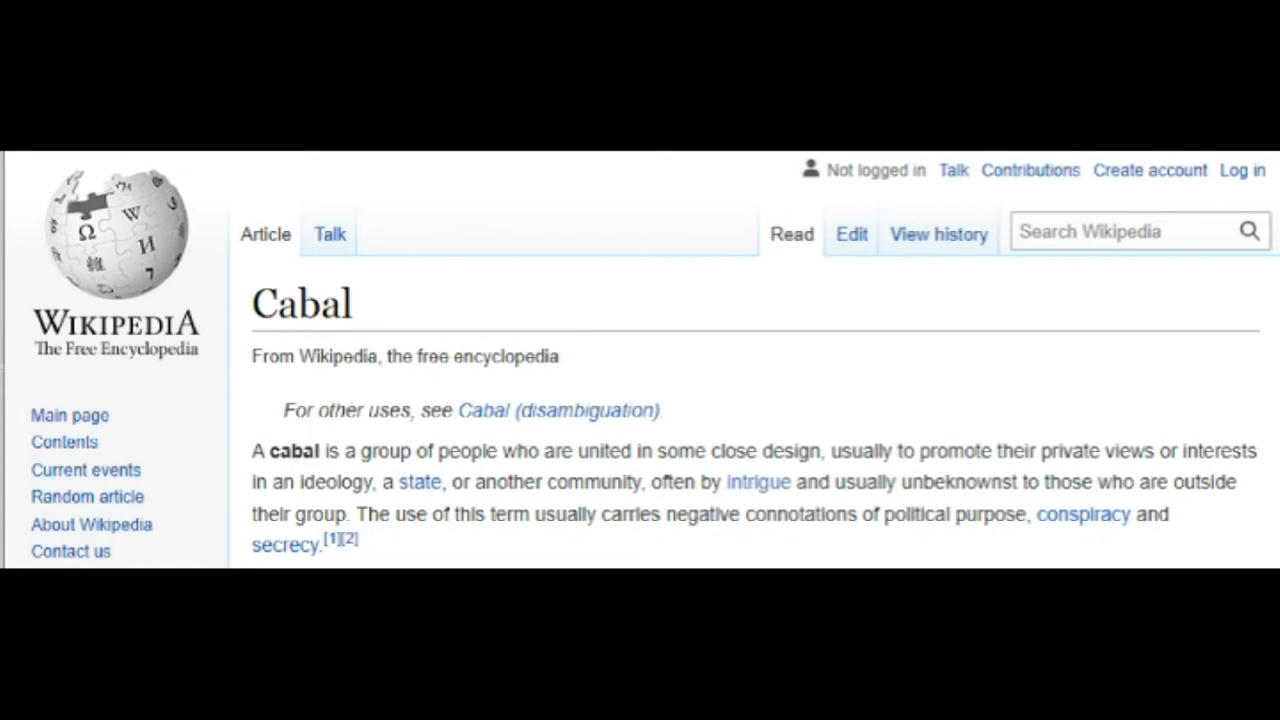 Not logged in Talk Contributions Create account Log in
Article Talk Read Edit View history Search Wikipedia
WIKIPEDIA
The Free Encyclopedia
Main page
Contents
Current events
Random article
About Wikipedia
Contact us
Cabal
From Wikipedia, the free encyclopedia
For other uses, see Cabal (disambiguation)
A cabal is a group of people who are united in some close design, usually to promote their private views or interests
in an ideology, a state, or another community, often by intrigue and usually unbeknownst to those who are outside
their group. The use of this term usually carries negative connotations of political purpose, conspiracy and
secrecy.[1][2]